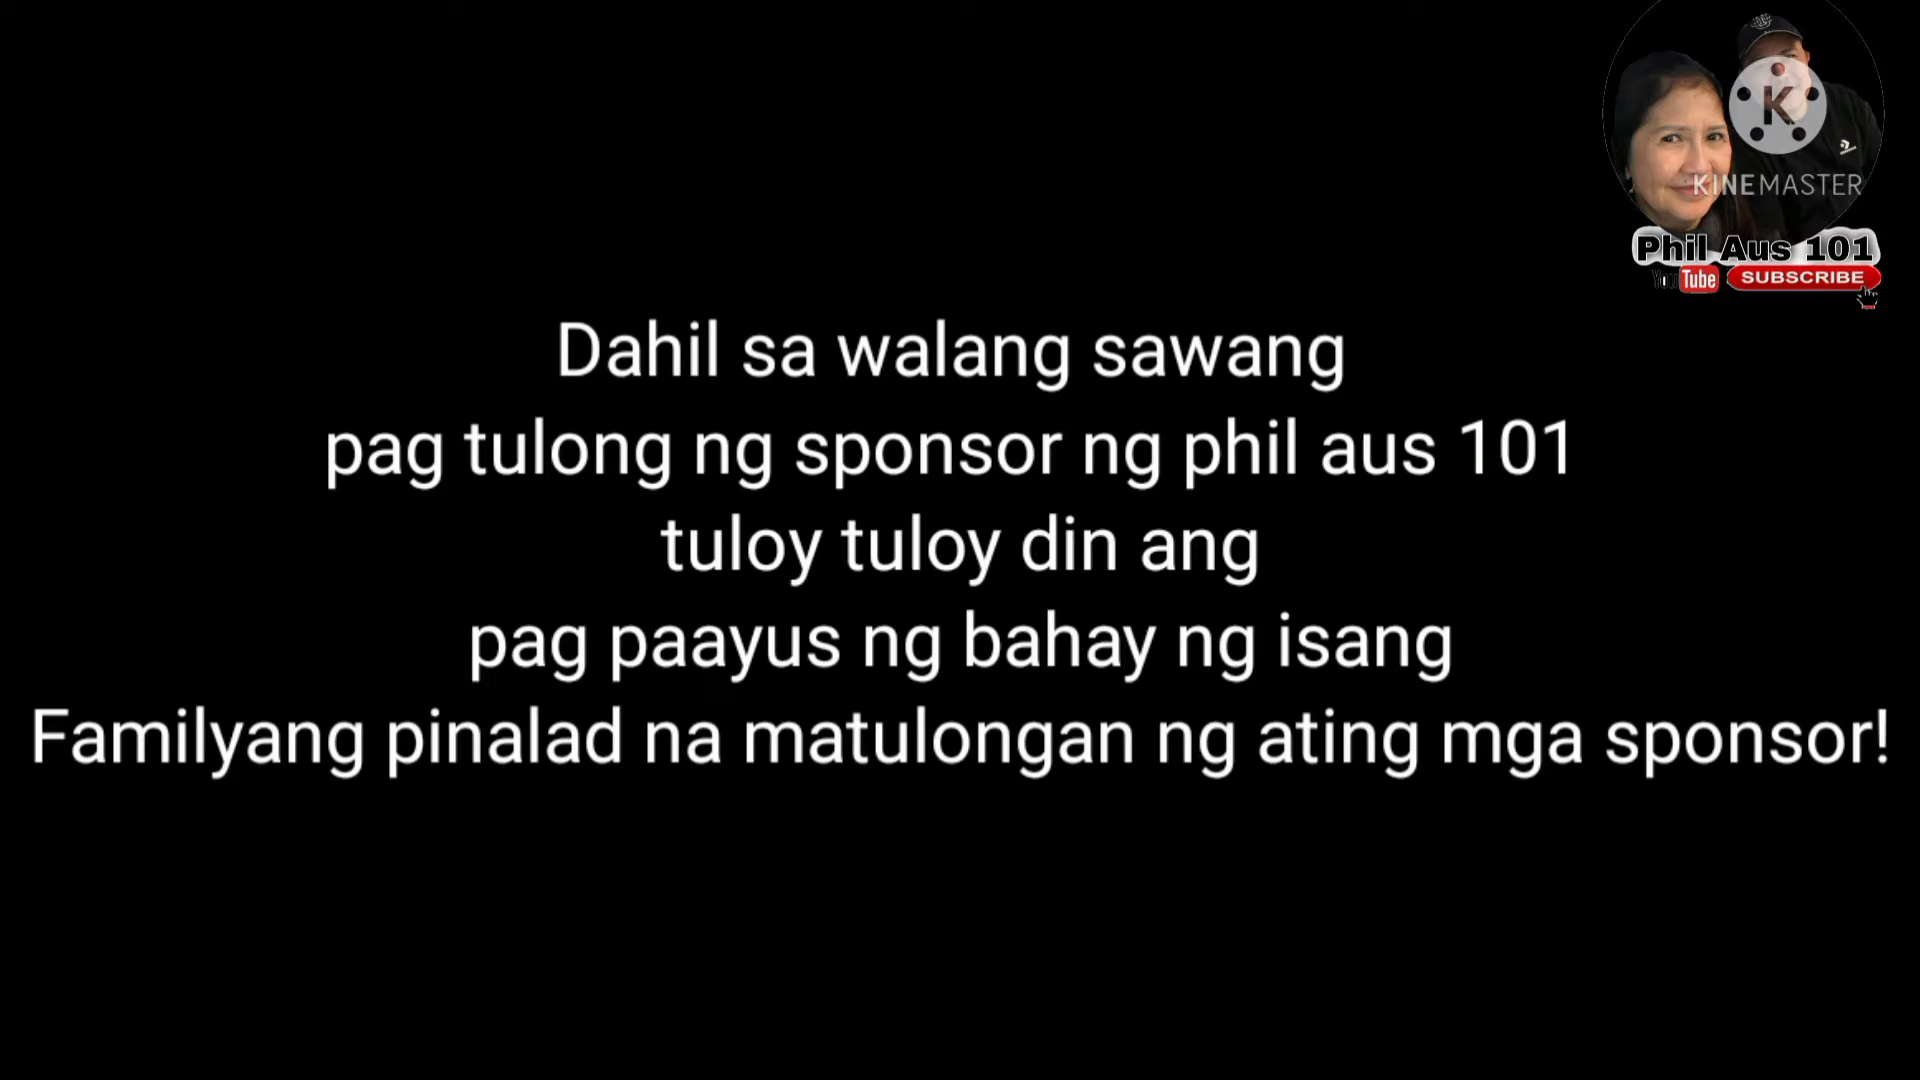 KINEMASTER
Phil Aus 101
YouTube SUBSCRIBE
Dahil sa walang sawang
pag tulong ng sponsor ng phil aus 101
tuloy tuloy din ang
pag paayus ng bahay ng isang
Familyang pinalad na matulongan ng ating mga sponsor!